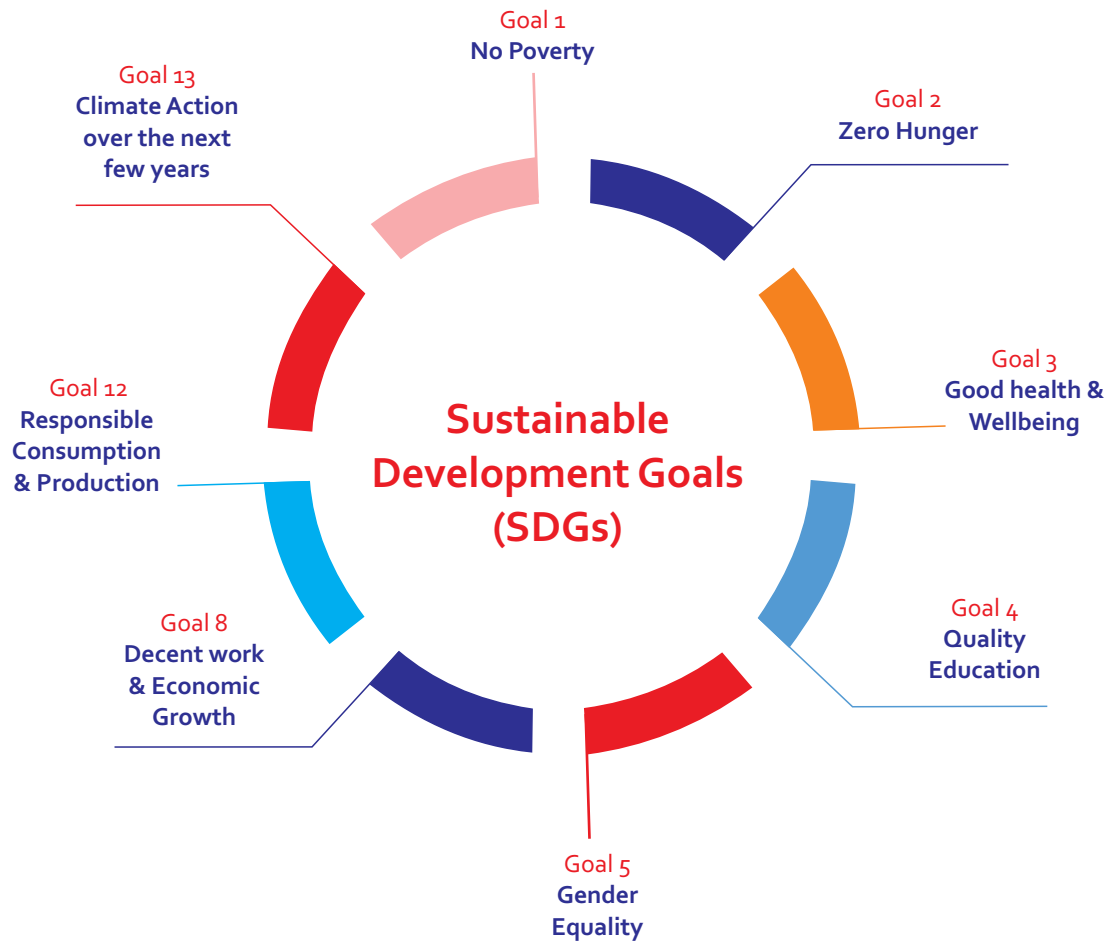 Goal 1
No Poverty
Goal 2
Zero Hunger
Goal 3
Good health &
Wellbeing
Goal 4
Quality
Education
Goal 5
Gender
Equality
Goal 8
Decent work
& Economic
Growth
Goal 12
Responsible
Consumption
& Production
Goal 13
Climate Action
over the next
few years
Sustainable
Development Goals
(SDGs)